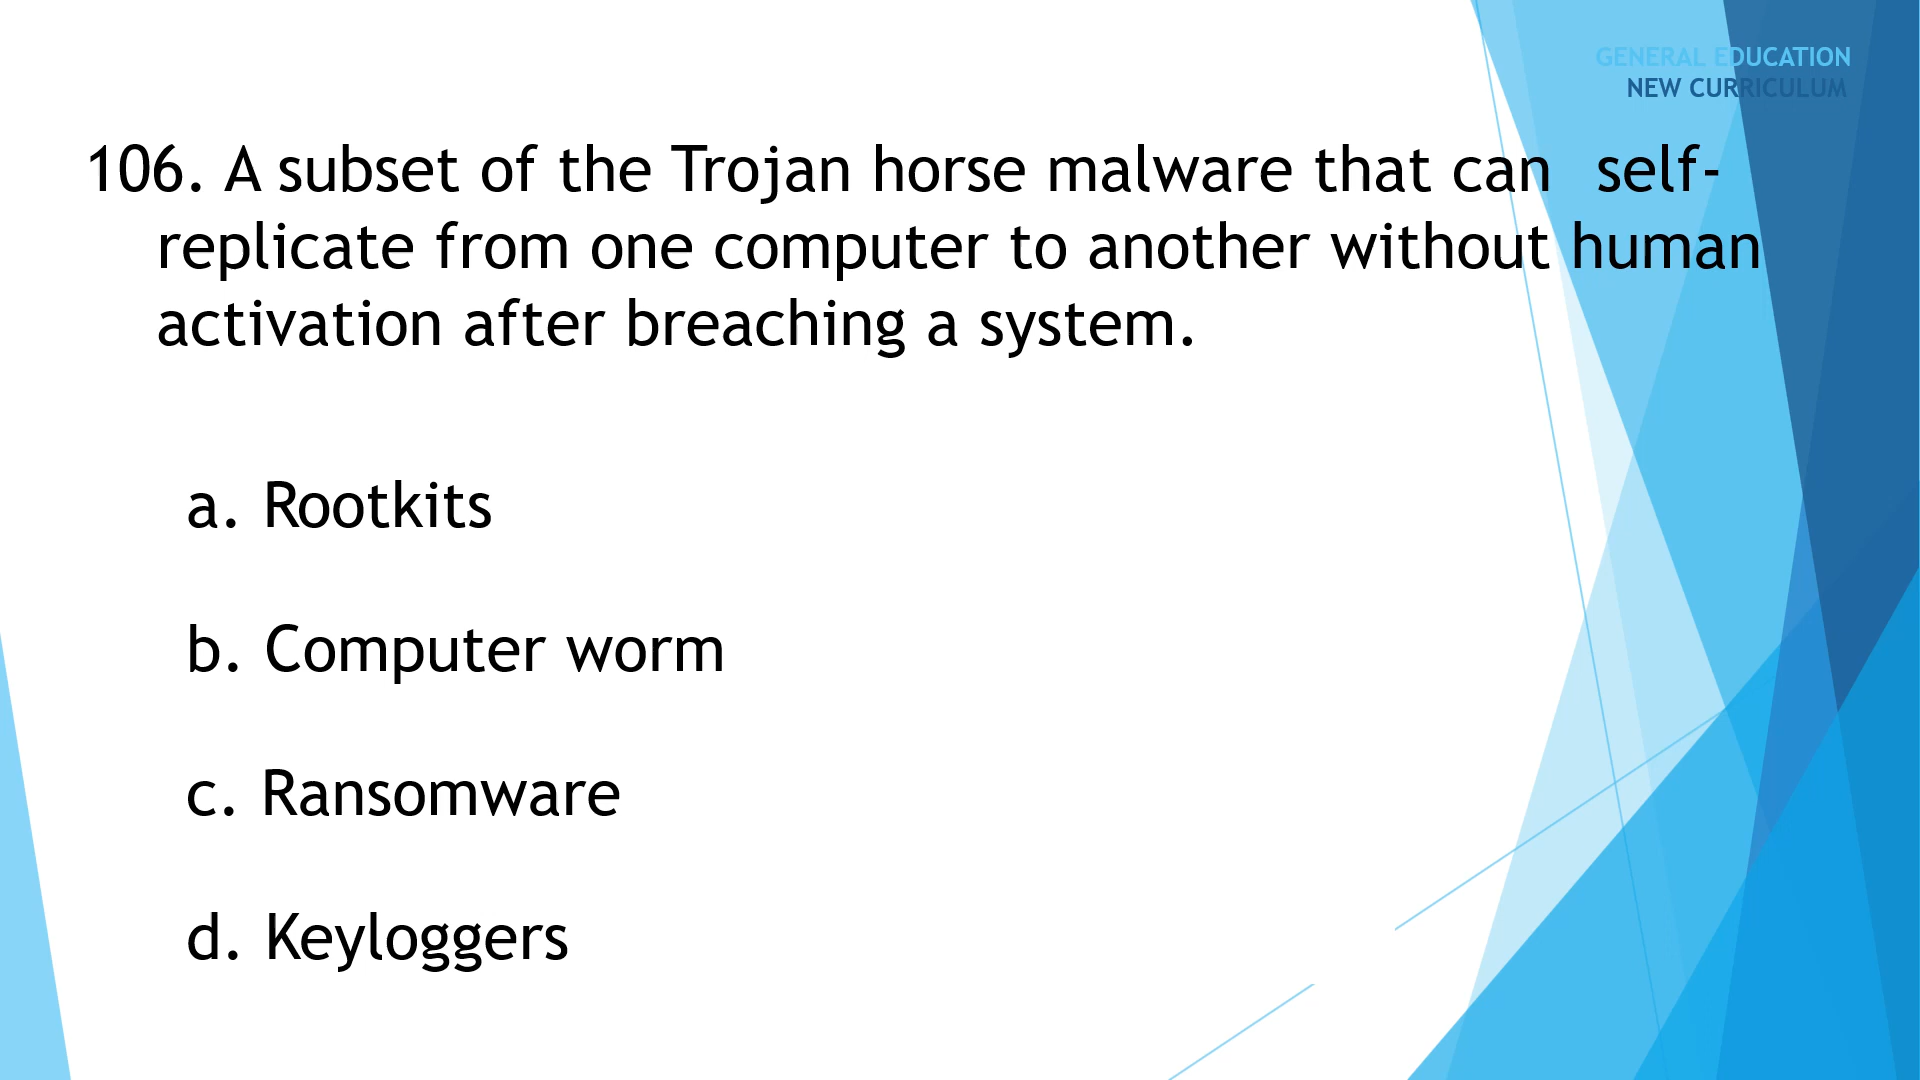 GENERAL EDUCATION
NEW CURRICULUM
106. A subset of the Trojan horse malware that can self-
replicate from one computer to another without human
activation after breaching a system.
a. Rootkits
b. Computer worm
c. Ransomware
d. Keyloggers